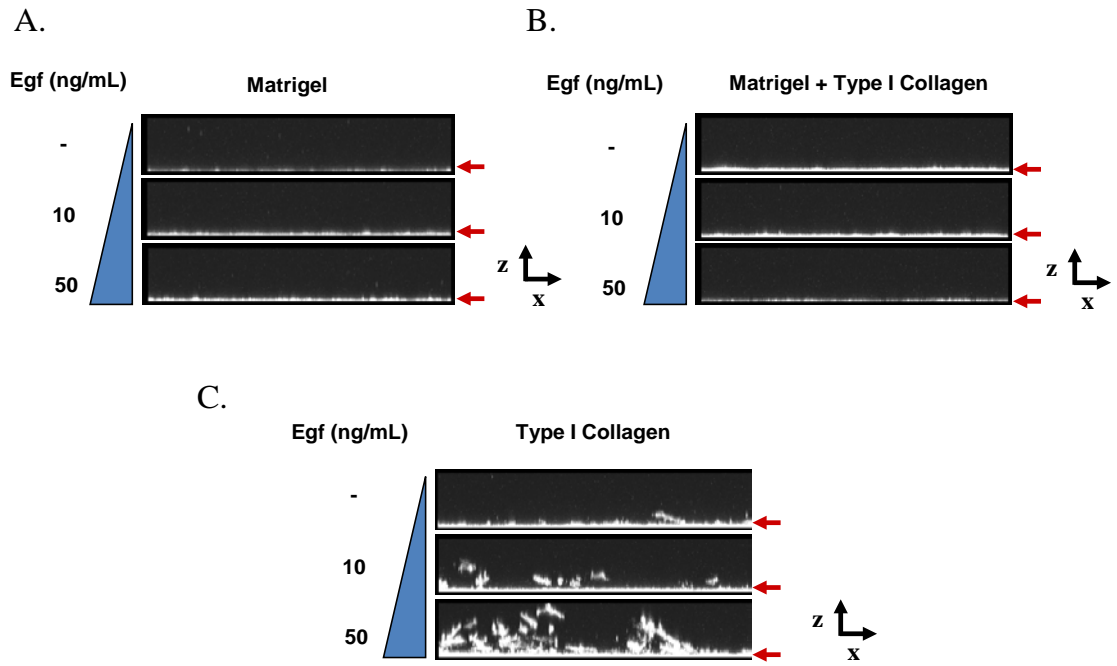 A.
Egf (ng/mL)
Matrigel
-
10
50
z
x
B.
Egf (ng/mL)
Matrigel + Type I Collagen
-
10
50
z
x
C.
Egf (ng/mL)
Type I Collagen
-
10
50
z
x